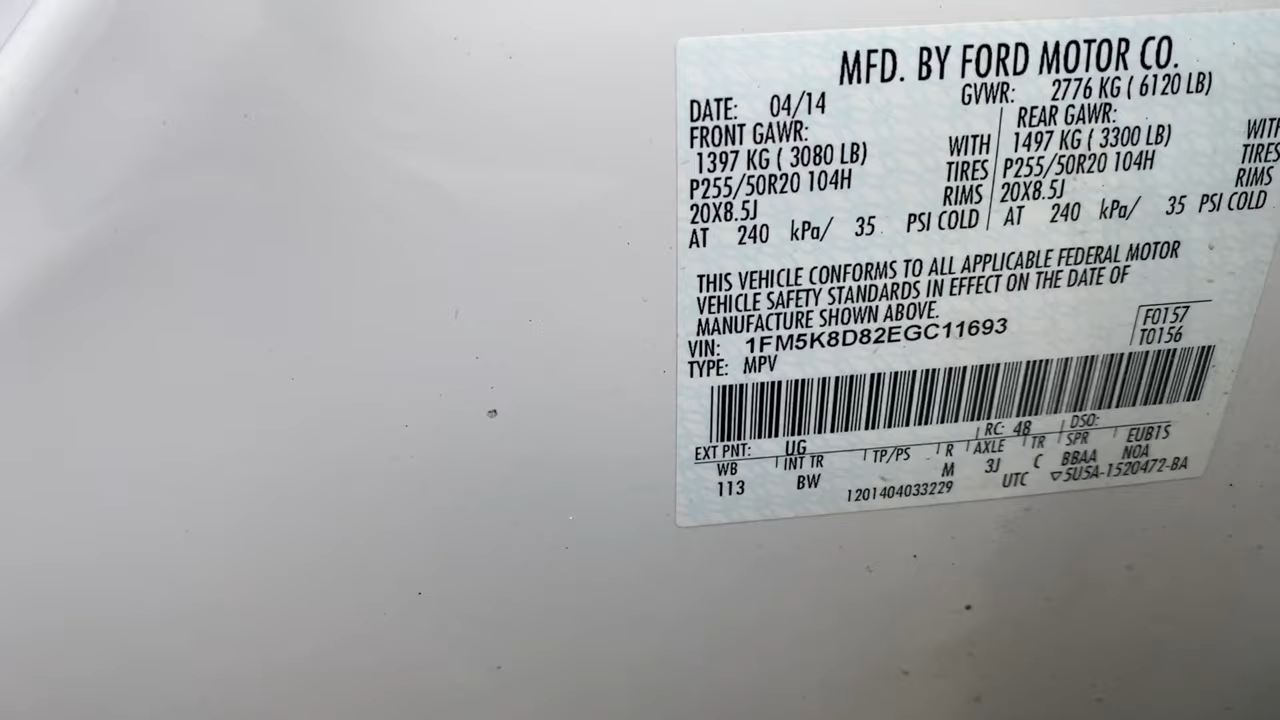 MFD. BY FORD MOTOR CO.
DATE: 04/14 GVWR: 2776 KG ( 6120 LB)
FRONT GAWR: REAR GAWR:
1397 KG ( 3080 LB) WITH 1497 KG ( 3300 LB) WITH
P255/50R20 104H TIRES P255/50R20 104H TIRES
20X8.5J RIMS 20X8.5J RIMS
AT 240 kPa/ 35 PSI COLD AT 240 kPa/ 35 PSI COLD
THIS VEHICLE CONFORMS TO ALL APPLICABLE FEDERAL MOTOR
VEHICLE SAFETY STANDARDS IN EFFECT ON THE DATE OF
MANUFACTURE SHOWN ABOVE.
VIN: 1FM5K8D82EGC11693 F0157
TYPE: MPV T0156
EXT PNT: UG RC: 48 DSO:
WB INT TR TP/PS R AXLE TR SPR EUB1S
113 BW M 3J C BBAA NOA
1201404033229 UTC ▽5U5A-1520472-BA